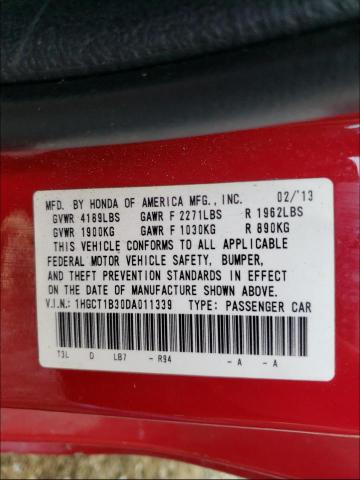 MFD. BY HONDA OF AMERICA MFG., INC. 02/'13
GVWR 4189LBS GAWR F 2271LBS R 1962LBS
GVWR 1900KG GAWR F 1030KG R 890KG
THIS VEHICLE CONFORMS TO ALL APPLICABLE
FEDERAL MOTOR VEHICLE SAFETY, BUMPER,
AND THEFT PREVENTION STANDARDS IN EFFECT
ON THE DATE OF MANUFACTURE SHOWN ABOVE.
V.I.N.: 1HGCT1B30DA011339 TYPE: PASSENGER CAR
T3L D LB7 - R94 - A - A